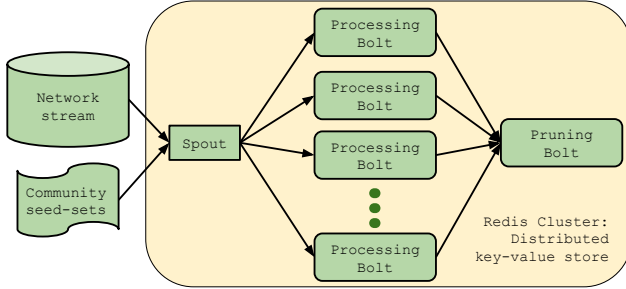 Network
stream
Community
seed-sets
Spout
Processing
Bolt
Processing
Bolt
Processing
Bolt
Processing
Bolt
Pruning
Bolt
Redis Cluster:
Distributed
key-value store